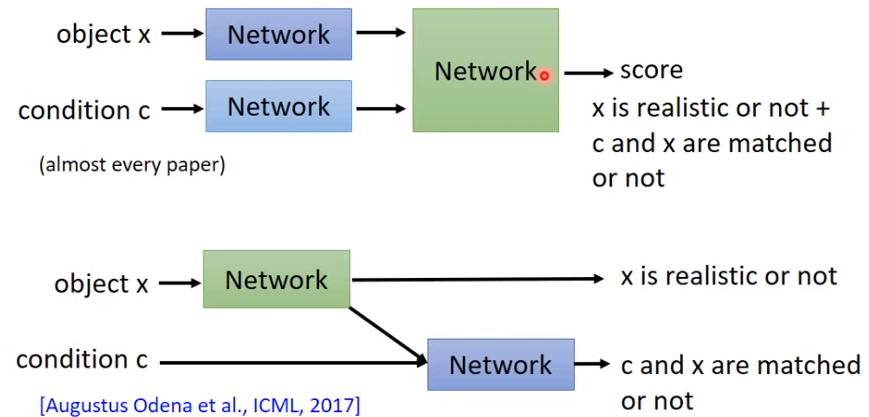 object x
Network
Network
score
condition c
Network
x is realistic or not +
c and x are matched
or not
(almost every paper)
object x
Network
x is realistic or not
condition c
Network
c and x are matched
or not
[Augustus Odena et al., ICML, 2017]